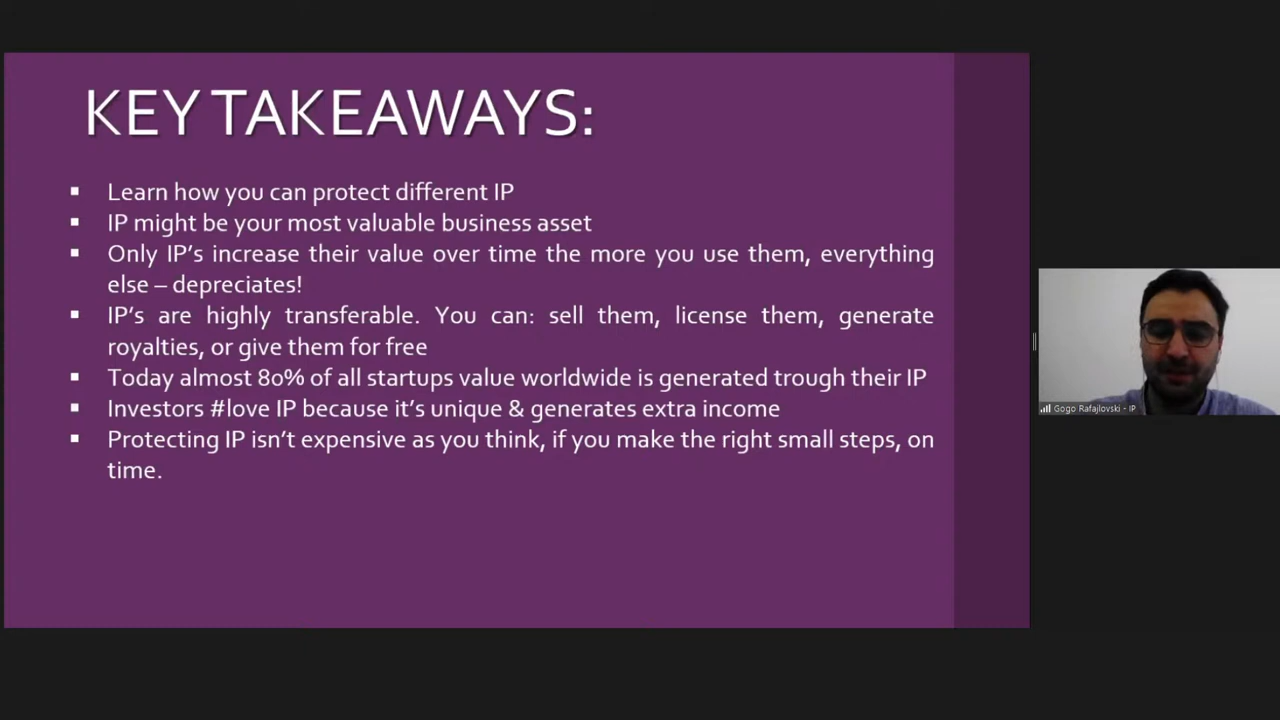 KEY TAKEAWAYS:
▪ Learn how you can protect different IP
▪ IP might be your most valuable business asset
▪ Only IP's increase their value over time the more you use them, everything
else – depreciates!
▪ IP's are highly transferable. You can: sell them, license them, generate
royalties, or give them for free
▪ Today almost 80% of all startups value worldwide is generated trough their IP
▪ Investors #love IP because it's unique & generates extra income
▪ Protecting IP isn't expensive as you think, if you make the right small steps, on
time.
Gogo Rafajlovski - IP